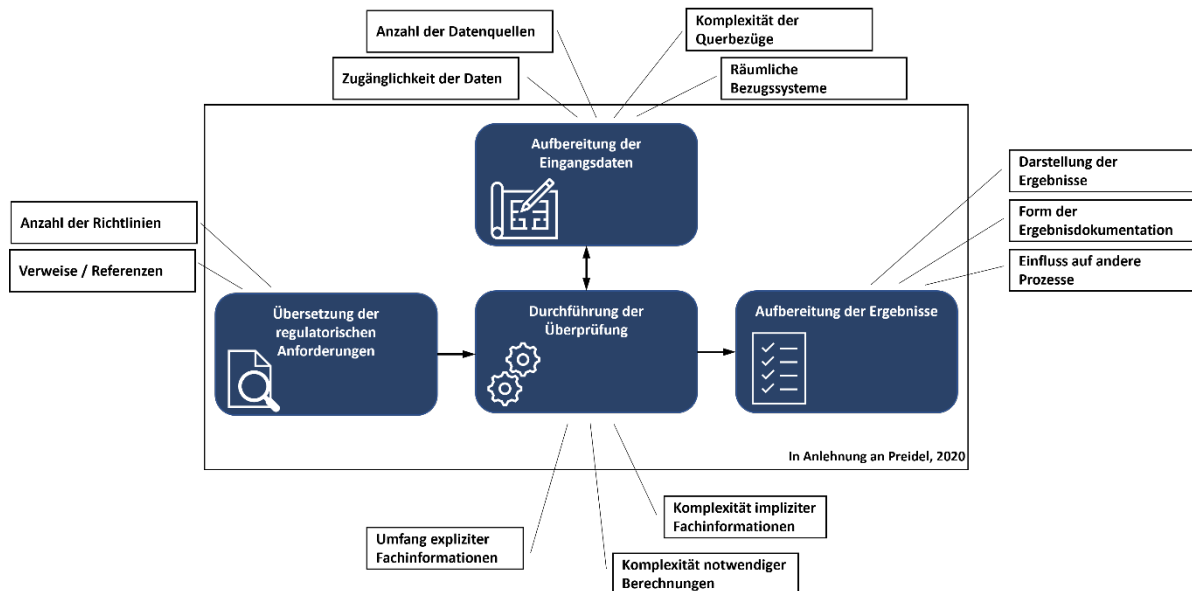 Anzahl der Datenquellen
Komplexität der
Querbezüge
Zugänglichkeit der Daten
Räumliche
Bezugssysteme
Aufbereitung der
Eingangsdaten
Darstellung der
Ergebnisse
Form der
Ergebnisdokumentation
Einfluss auf andere
Prozesse
Anzahl der Richtlinien
Verweise / Referenzen
Übersetzung der
regulatorischen
Anforderungen
Durchführung der
Überprüfung
Aufbereitung der Ergebnisse
In Anlehnung an Preidel, 2020
Umfang expliziter
Fachinformationen
Komplexität notwendiger
Berechnungen
Komplexität impliziter
Fachinformationen